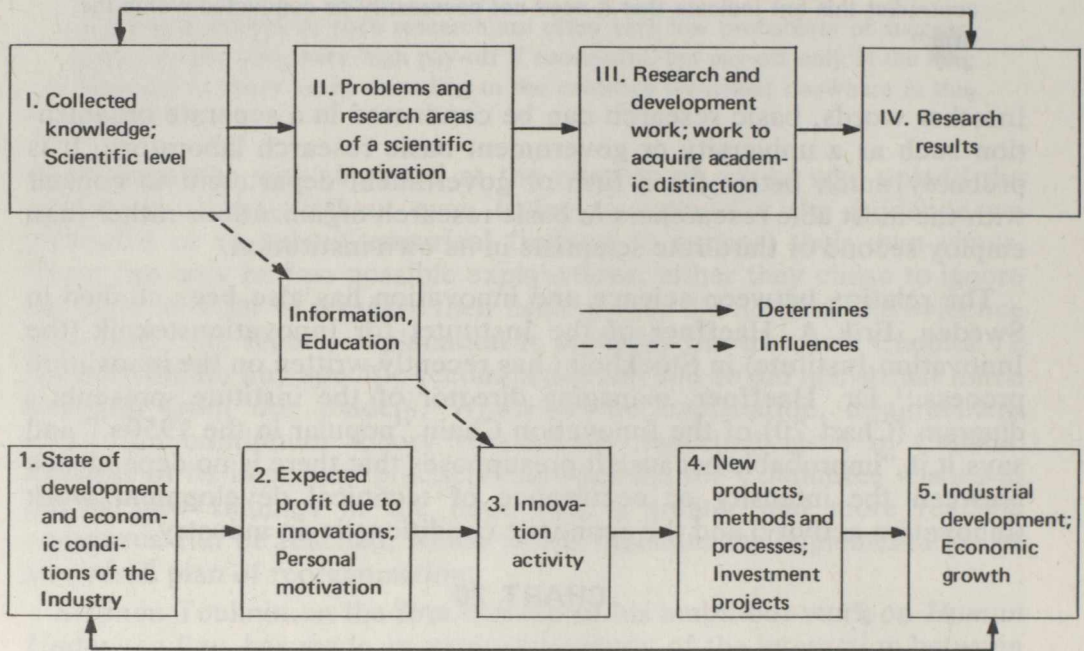 I. Collected
knowledge;
Scientific level
II. Problems and
research areas
of a scientific
motivation
III. Research and
development
work; work to
acquire academ-
ic distinction
IV. Research
results
Information,
Education
Determines
Influences
1. State of
development
and econom-
ic condi-
tions of the
Industry
2. Expected
profit due to
innovations;
Personal
motivation
3. Innova-
tion
activity
4. New
products,
methods and
processes;
Investment
projects
5. Industrial
development;
Economic
growth